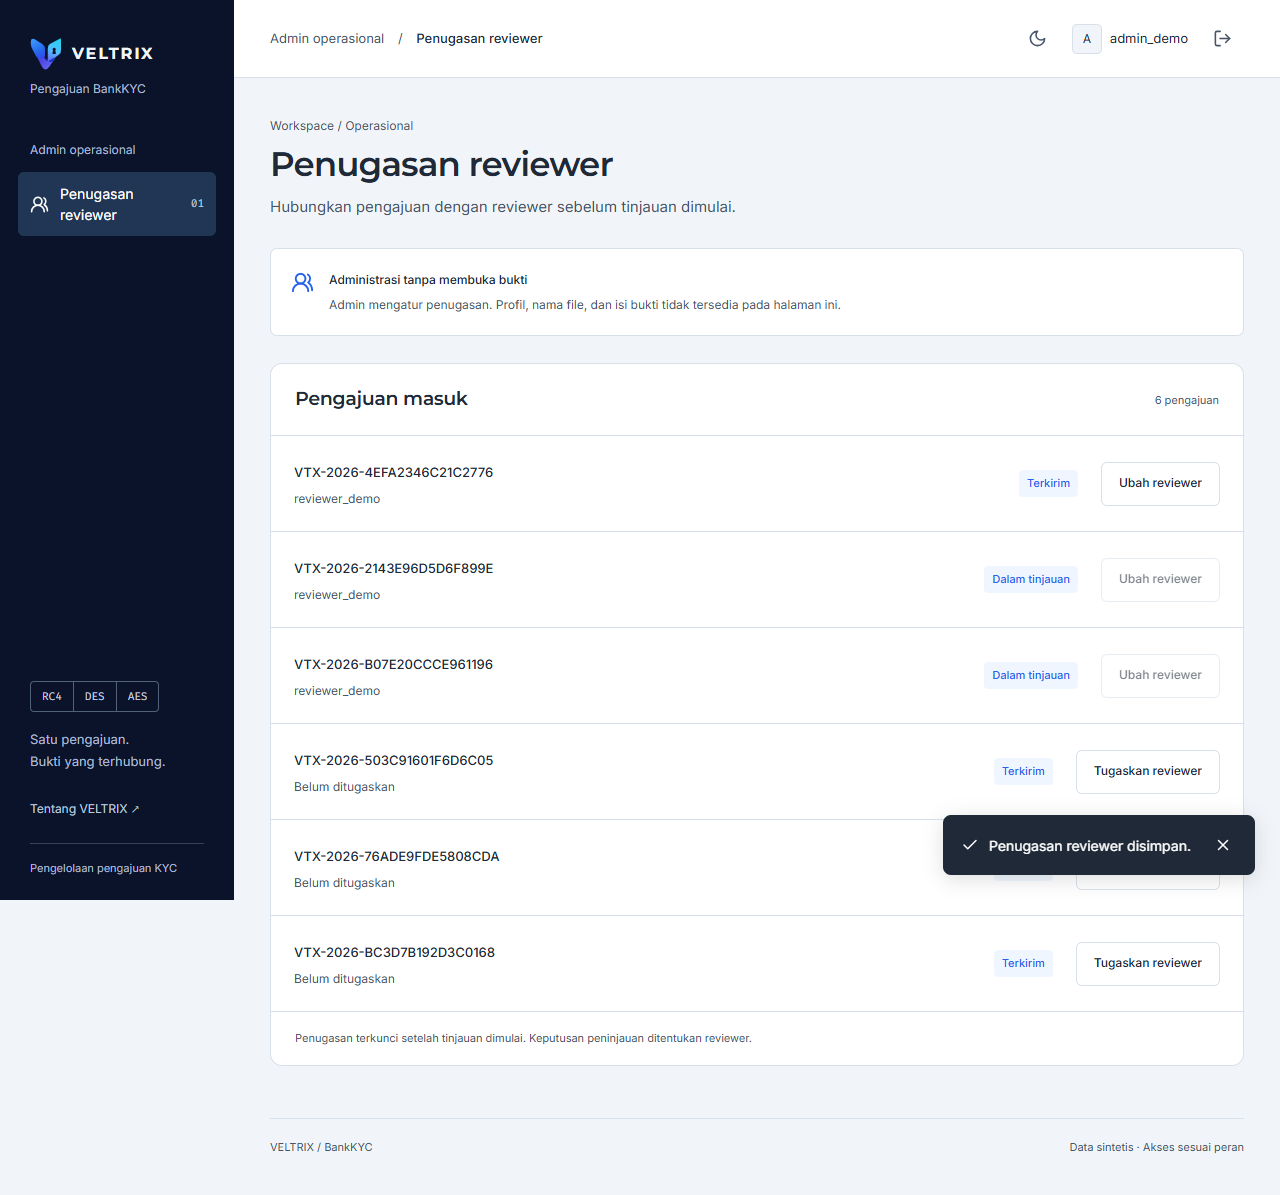 VELTRIX
Pengajuan BankKYC
Admin operasional
Penugasan reviewer 01
RC4 DES AES
Satu pengajuan.
Bukti yang terhubung.
Tentang VELTRIX ↗
Pengelolaan pengajuan KYC
Admin operasional / Penugasan reviewer
A admin_demo
Workspace / Operasional
Penugasan reviewer
Hubungkan pengajuan dengan reviewer sebelum tinjauan dimulai.
Administrasi tanpa membuka bukti
Admin mengatur penugasan. Profil, nama file, dan isi bukti tidak tersedia pada halaman ini.
Pengajuan masuk
6 pengajuan
VTX-2026-4EFA2346C21C2776
reviewer_demo
Terkirim
Ubah reviewer
VTX-2026-2143E96D5D6F899E
reviewer_demo
Dalam tinjauan
Ubah reviewer
VTX-2026-B07E20CCCE961196
reviewer_demo
Dalam tinjauan
Ubah reviewer
VTX-2026-503C91601F6D6C05
Belum ditugaskan
Terkirim
Tugaskan reviewer
VTX-2026-76ADE9FDE5808CDA
Belum ditugaskan
Penugasan reviewer disimpan.
VTX-2026-BC3D7B192D3C0168
Belum ditugaskan
Terkirim
Tugaskan reviewer
Penugasan terkunci setelah tinjauan dimulai. Keputusan peninjauan ditentukan reviewer.
VELTRIX / BankKYC
Data sintetis · Akses sesuai peran